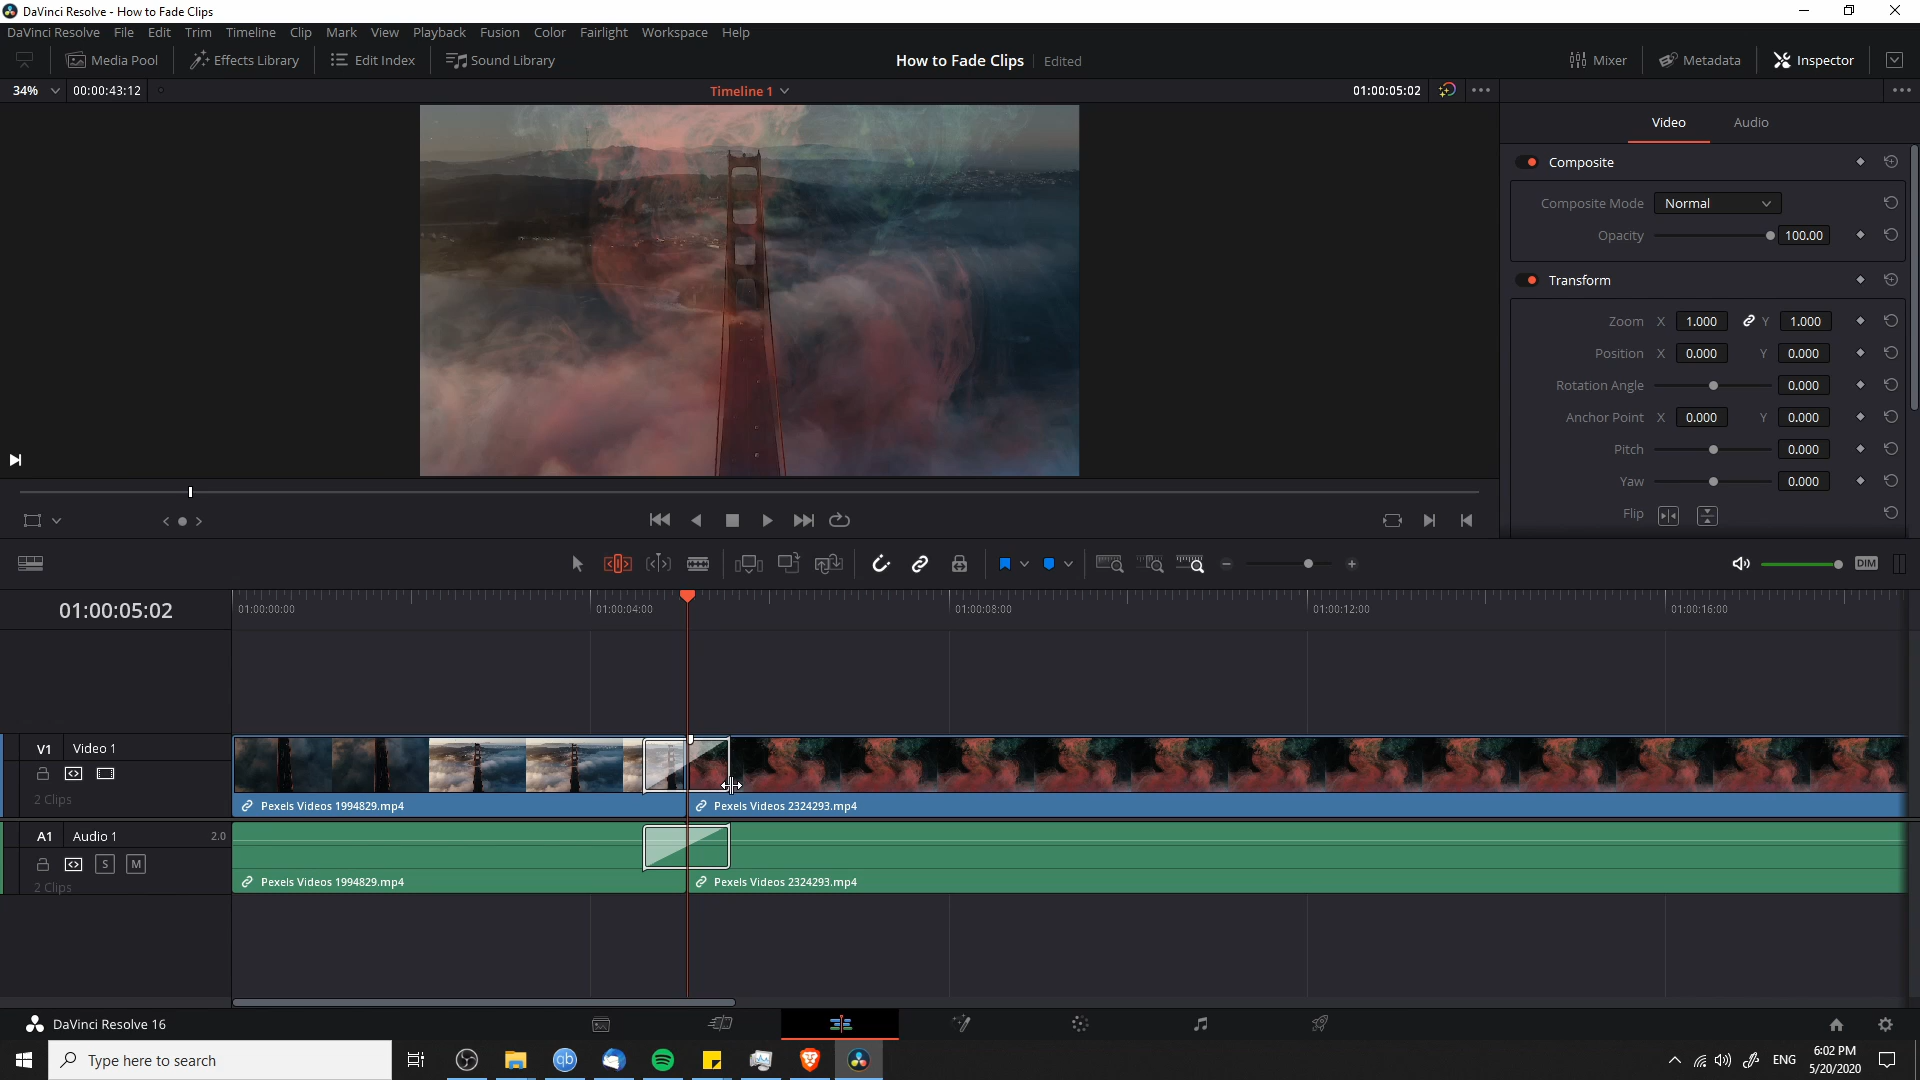 DaVinci Resolve - How to Fade Clips
DaVinci Resolve File Edit Trim Timeline Clip Mark View Playback Fusion Color Fairlight Workspace Help
Media Pool Effects Library Edit Index Sound Library How to Fade Clips Edited Mixer Metadata Inspector
34% 00:00:43:12 Timeline 1 01:00:05:02
Video Audio
Composite
Composite Mode Normal
Opacity 100.00
Transform
Zoom X 1.000 Y 1.000
Position X 0.000 Y 0.000
Rotation Angle 0.000
Anchor Point X 0.000 Y 0.000
Pitch 0.000
Yaw 0.000
Flip
DIM
01:00:05:02 01:00:00:00 01:00:04:00 01:00:08:00 01:00:12:00 01:00:16:00
V1 Video 1
2 Clips
Pexels Videos 1994829.mp4 Pexels Videos 2324293.mp4
A1 Audio 1 2.0
S M
2 Clips
Pexels Videos 1994829.mp4 Pexels Videos 2324293.mp4
DaVinci Resolve 16
Type here to search qb ENG 6:02 PM
5/20/2020